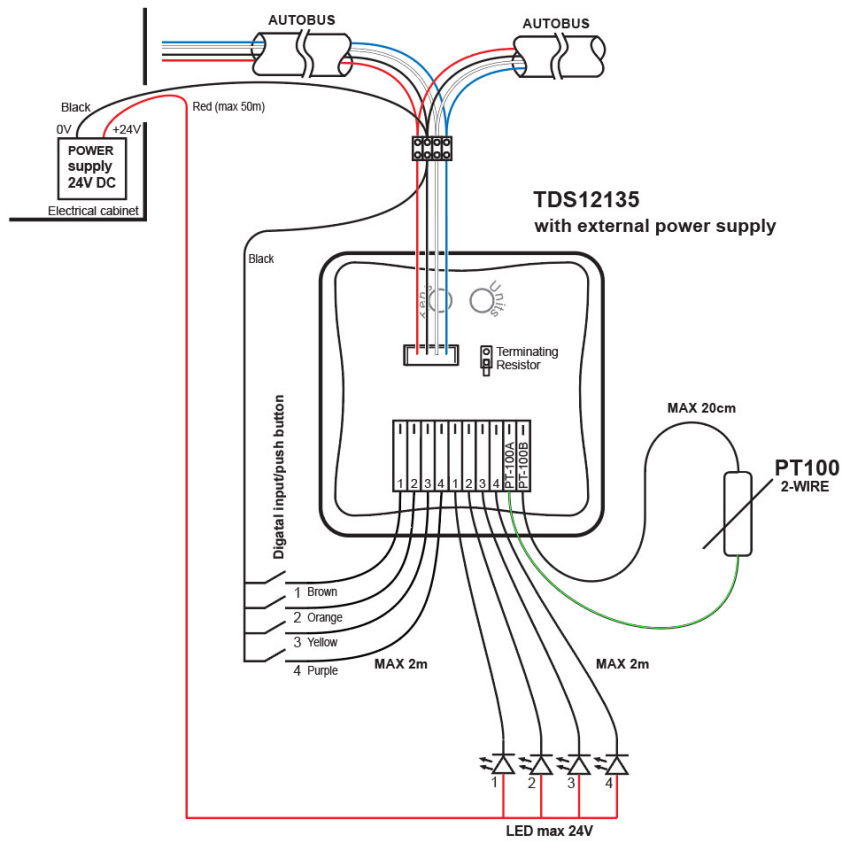 AUTOBUS
AUTOBUS
Black
Red (max 50m)
0V
+24V
POWER
supply
24V DC
Electrical cabinet
TDS12135
with external power supply
Black
Units
Terminating
Resistor
MAX 20cm
Digatal input/push button
PT100
2-WIRE
1 2 3 4 1 2 3 4 PT-100A PT-100B
1 Brown
2 Orange
3 Yellow
4 Purple
MAX 2m
MAX 2m
1 2 3 4
LED max 24V